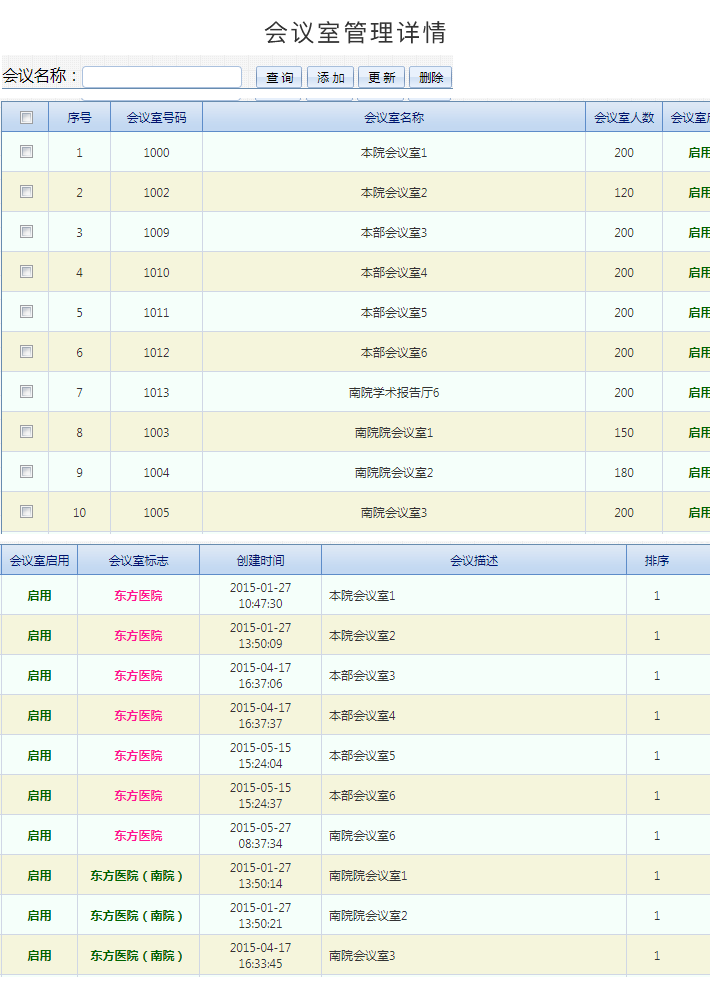 会议室管理详情
会议名称： 查 询 添 加 更 新 删除
序号 会议室号码 会议室名称 会议室人数 会议室
1 1000 本院会议室1 200 启用
2 1002 本院会议室2 120 启用
3 1009 本部会议室3 200 启用
4 1010 本部会议室4 200 启用
5 1011 本部会议室5 200 启用
6 1012 本部会议室6 200 启用
7 1013 南院学术报告厅6 200 启用
8 1003 南院院会议室1 150 启用
9 1004 南院院会议室2 180 启用
10 1005 南院会议室3 200 启用
会议室启用 会议室标志 创建时间 会议描述 排序
启用 东方医院 2015-01-27 本院会议室1 1
10:47:30
启用 东方医院 2015-01-27 本院会议室2 1
13:50:09
启用 东方医院 2015-04-17 本部会议室3 1
16:37:06
启用 东方医院 2015-04-17 本部会议室4 1
16:37:37
启用 东方医院 2015-05-15 本部会议室5 1
15:24:04
启用 东方医院 2015-05-15 本部会议室6 1
15:24:37
启用 东方医院 2015-05-27 南院会议室6 1
08:37:34
启用 东方医院（南院） 2015-01-27 南院院会议室1 1
13:50:14
启用 东方医院（南院） 2015-01-27 南院院会议室2 1
13:50:21
启用 东方医院（南院） 2015-04-17 南院会议室3 1
16:33:45